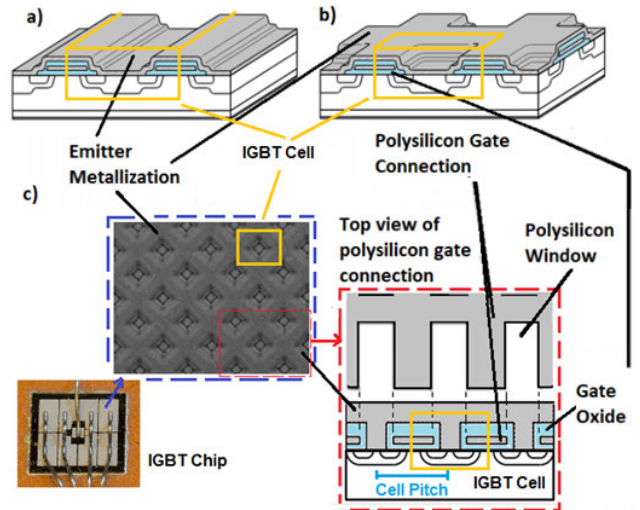 a)
b)
Emitter
Metallization
IGBT Cell
Polysilicon Gate
Connection
c)
Top view of
polysilicon gate
connection
Polysilicon
Window
Gate
Oxide
IGBT Chip
Cell Pitch
IGBT Cell